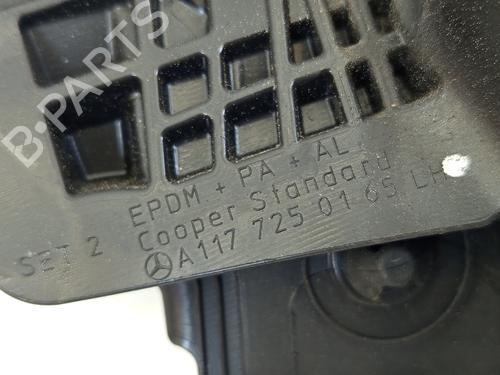 B-PARTS
EPDM + PA + AL
SET 2 Cooper Standard
A117 725 01 65 LH